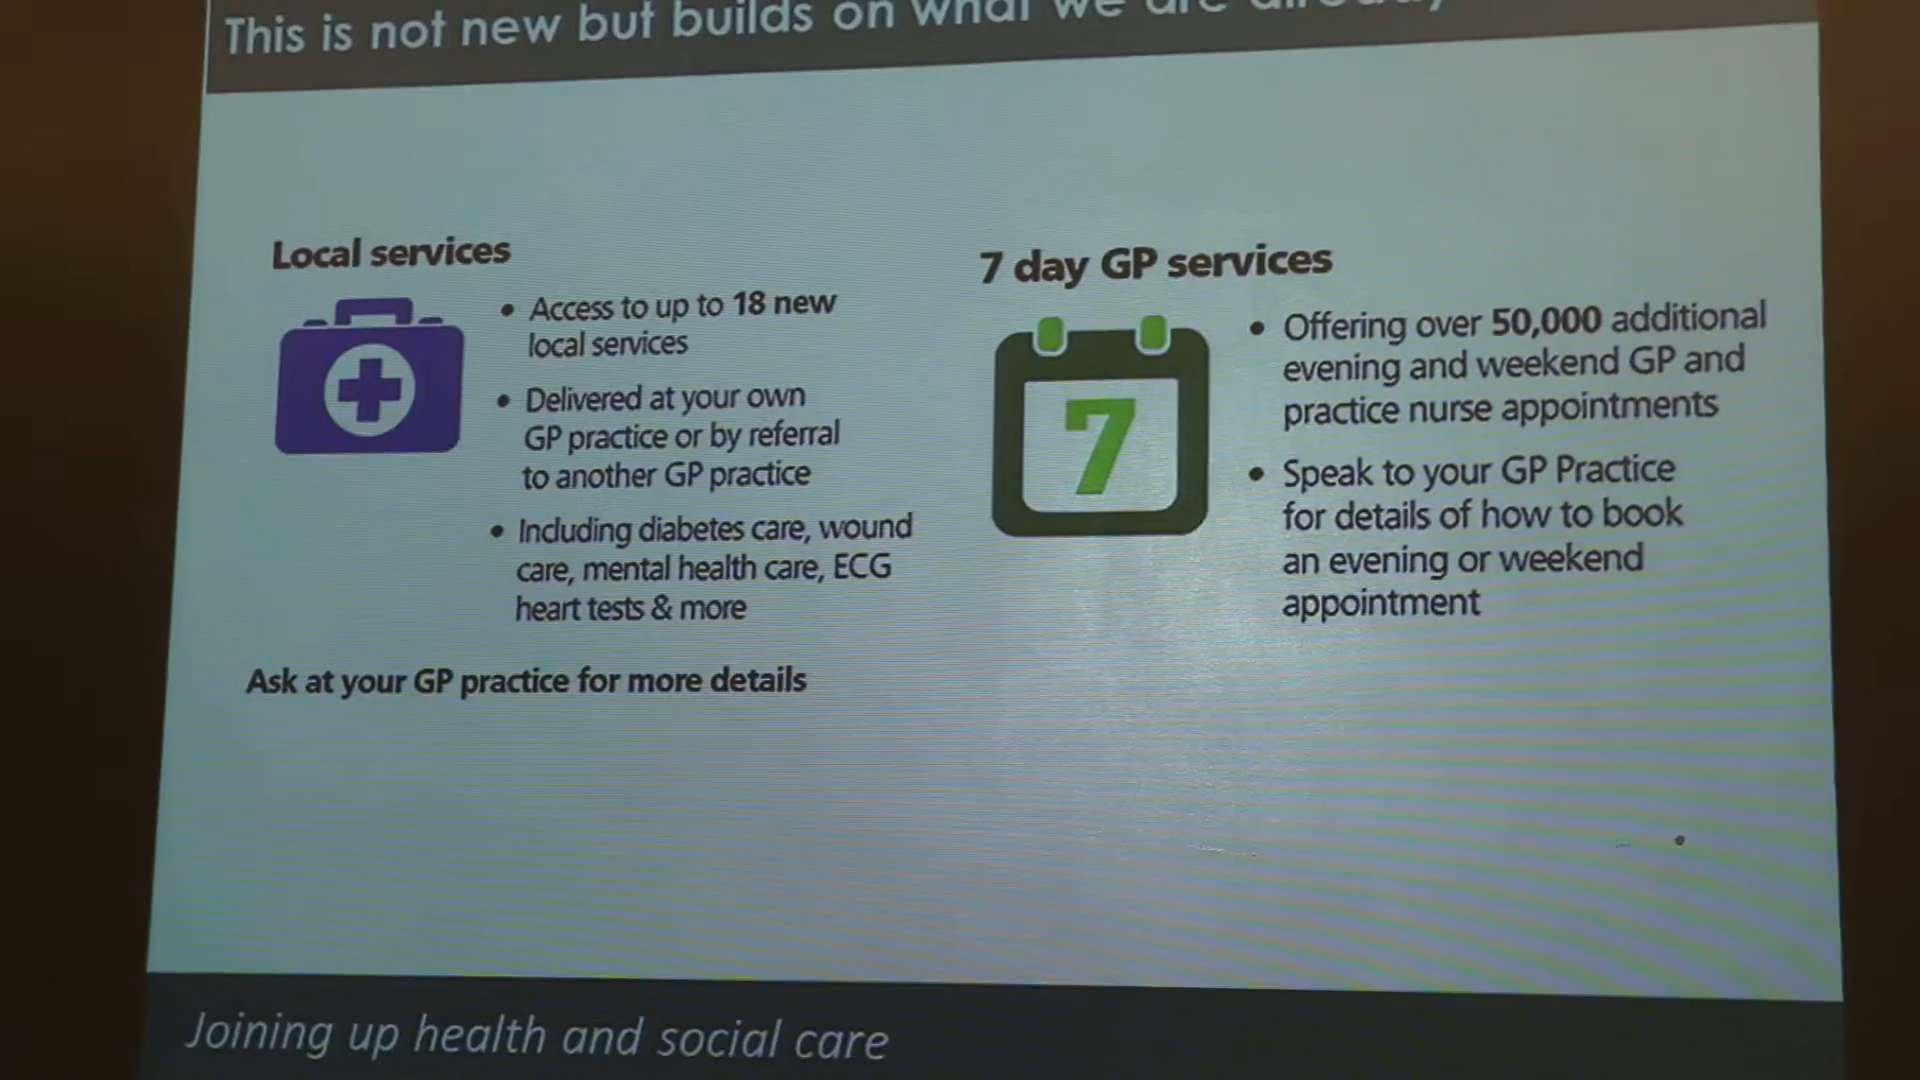 This is not new but builds on what we are already
Local services
• Access to up to 18 new
local services
• Delivered at your own
GP practice or by referral
to another GP practice
• Including diabetes care, wound
care, mental health care, ECG
heart tests & more
Ask at your GP practice for more details
7 day GP services
7
• Offering over 50,000 additional
evening and weekend GP and
practice nurse appointments
• Speak to your GP Practice
for details of how to book
an evening or weekend
appointment
Joining up health and social care